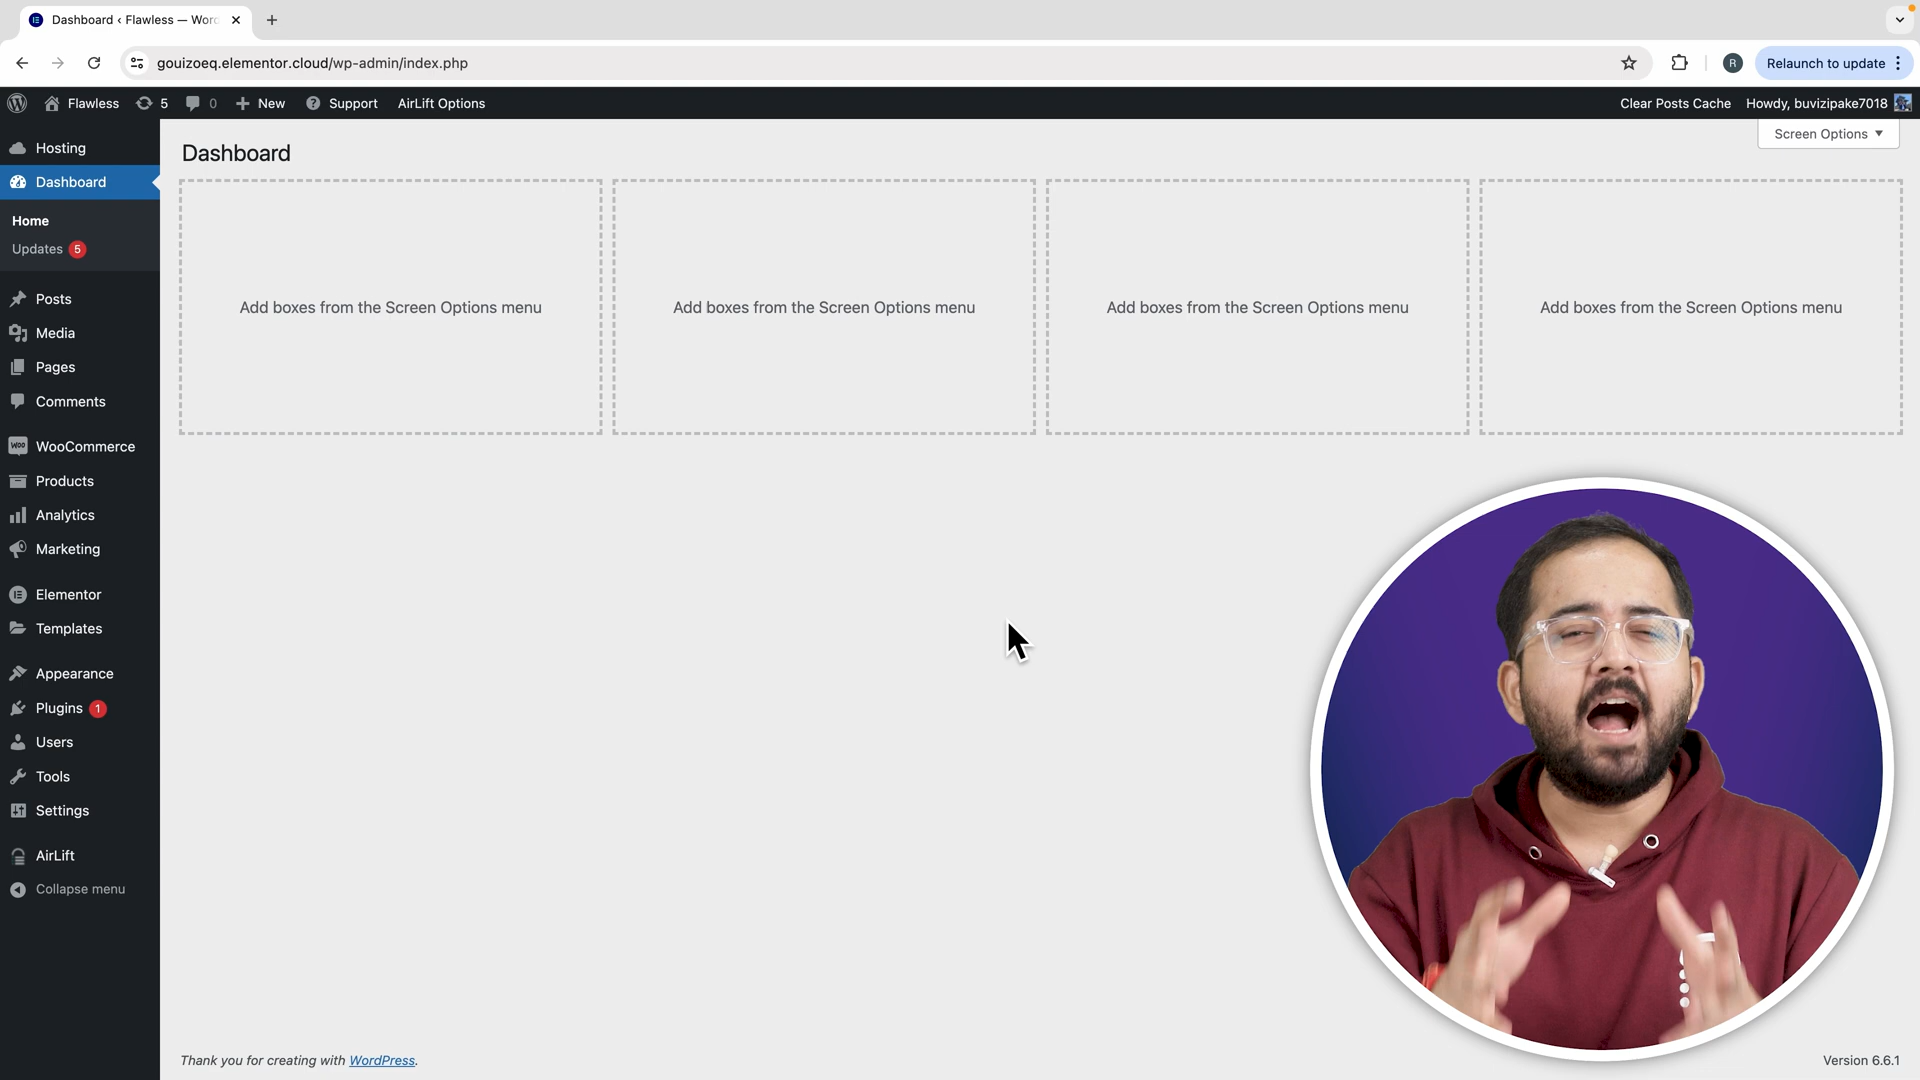 Dashboard ‹ Flawless — Word
gouizoeq.elementor.cloud/wp-admin/index.php
R
Relaunch to update
Flawless
5
0
New
Support
AirLift Options
Clear Posts Cache
Howdy, buvizipake7018
Screen Options
Hosting
Dashboard
Home
Updates 5
Posts
Media
Pages
Comments
WOO
WooCommerce
Products
Analytics
Marketing
Elementor
Templates
Appearance
Plugins 1
Users
Tools
Settings
AirLift
Collapse menu
Dashboard
Add boxes from the Screen Options menu
Add boxes from the Screen Options menu
Add boxes from the Screen Options menu
Add boxes from the Screen Options menu
Thank you for creating with WordPress.
Version 6.6.1